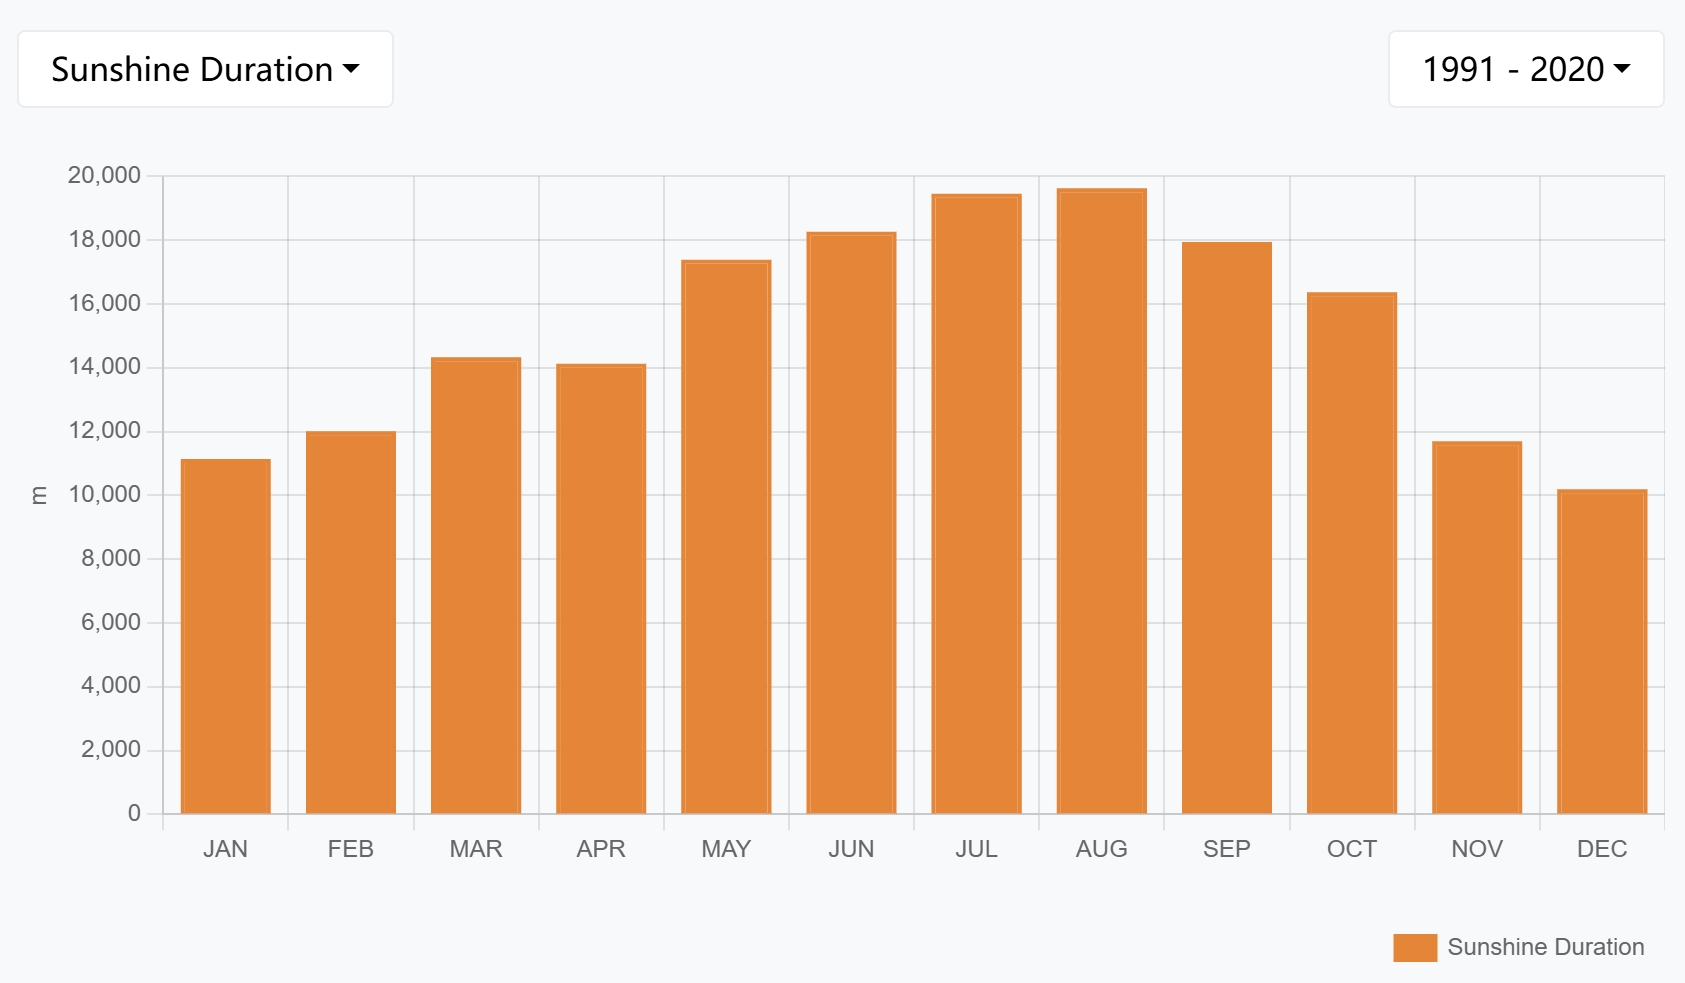 Sunshine Duration
1991 - 2020
20,000
18,000
16,000
14,000
12,000
10,000
8,000
6,000
4,000
2,000
0
m
JAN FEB MAR APR MAY JUN JUL AUG SEP OCT NOV DEC
Sunshine Duration